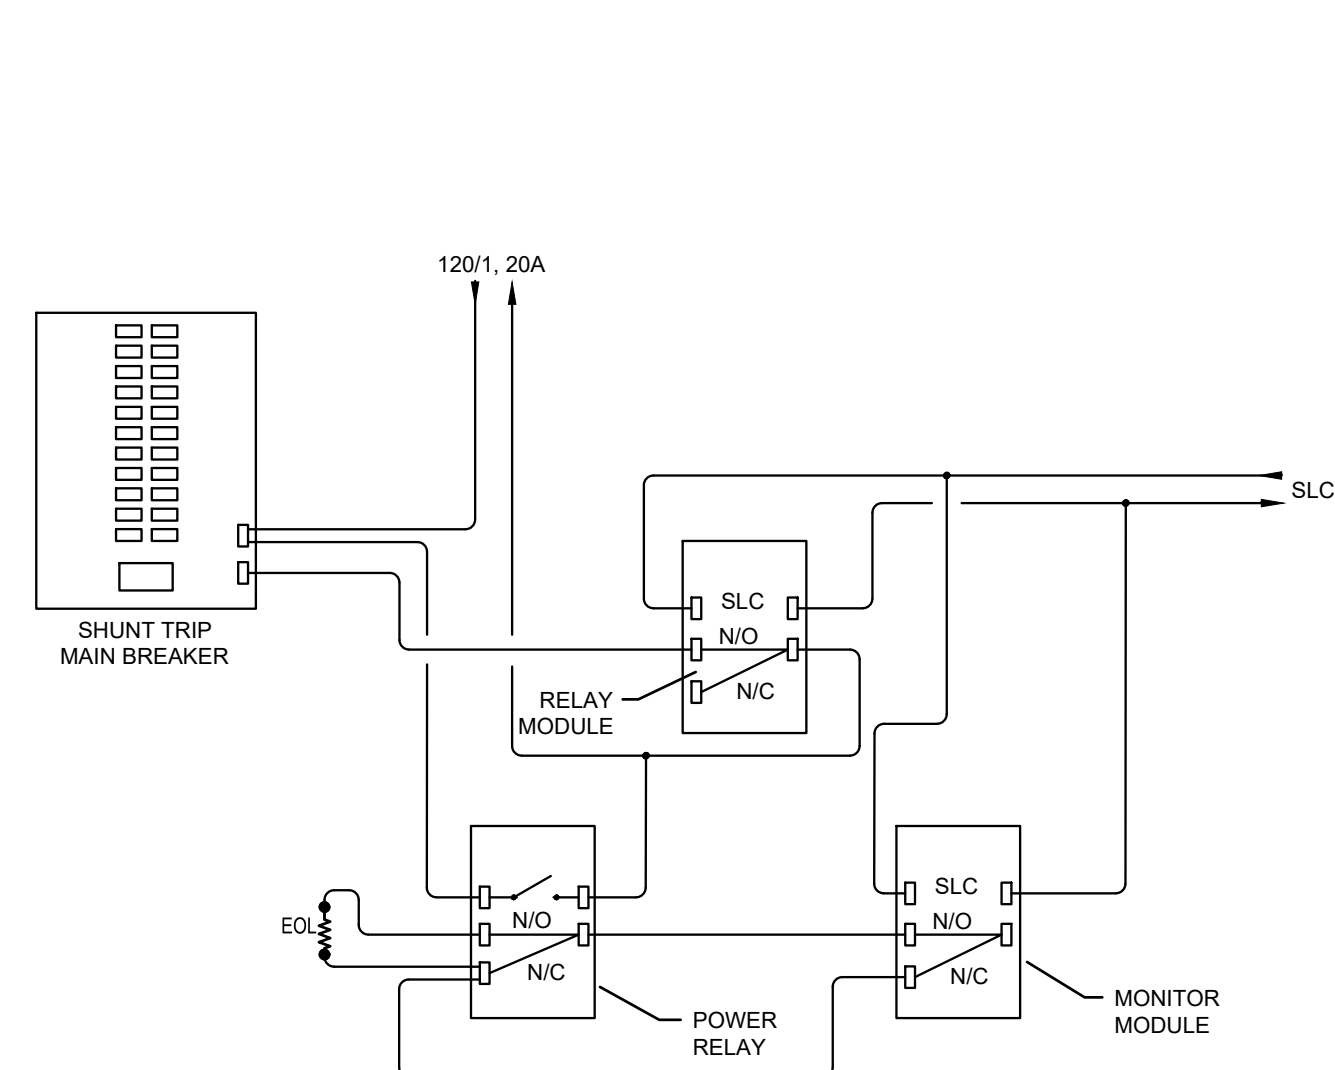 120/1, 20A
SLC
SHUNT TRIP
MAIN BREAKER
SLC
N/O
N/C
RELAY
MODULE
EOL
N/O
N/C
SLC
N/O
N/C
POWER
RELAY
MONITOR
MODULE